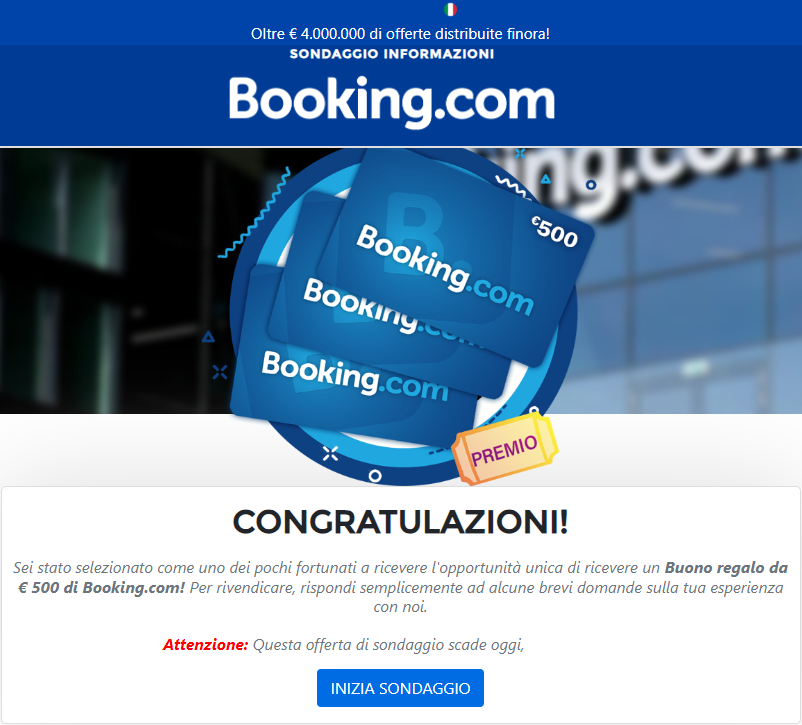 Oltre € 4.000.000 di offerte distribuite finora!
SONDAGGIO INFORMAZIONI
Booking.com
ng.com
€500
Booking.com
Booking.com
Booking.com
PREMIO
CONGRATULAZIONI!
Sei stato selezionato come uno dei pochi fortunati a ricevere l'opportunità unica di ricevere un Buono regalo da
€ 500 di Booking.com! Per rivendicare, rispondi semplicemente ad alcune brevi domande sulla tua esperienza
con noi.
Attenzione: Questa offerta di sondaggio scade oggi,
INIZIA SONDAGGIO